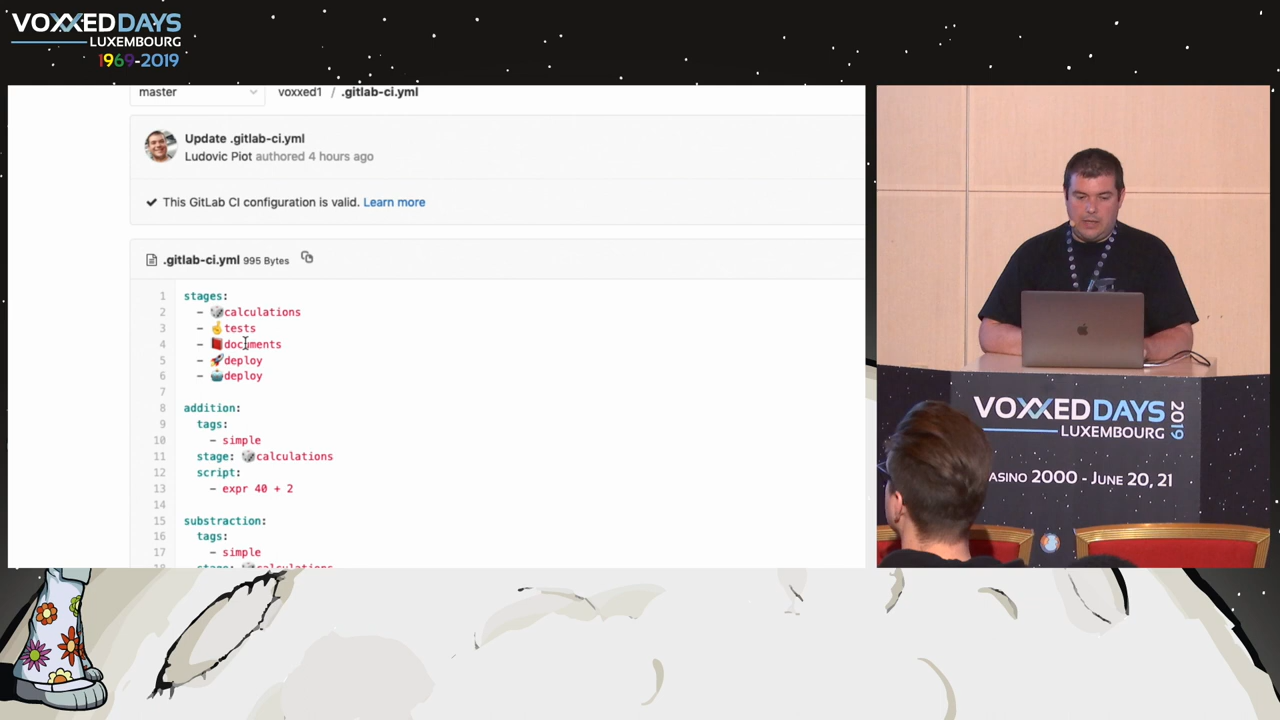 VOXXED DAYS
LUXEMBOURG
1969-2019
master
voxxed1 / .gitlab-ci.yml
Update .gitlab-ci.yml
Ludovic Piot authored 4 hours ago
This GitLab CI configuration is valid. Learn more
.gitlab-ci.yml 995 Bytes
1 stages:
2 - 🎲calculations
3 - 🤞tests
4 - 📕documents
5 - 🚀deploy
6 - 🤖deploy
7
8 addition:
9 tags:
10 - simple
11 stage: 🎲calculations
12 script:
13 - expr 40 + 2
14
15 substraction:
16 tags:
17 - simple
18 stage: 🎲calculations
VOXXED DAYS 2019
LUXEMBOURG
ASINO 2000 - JUNE 20, 21